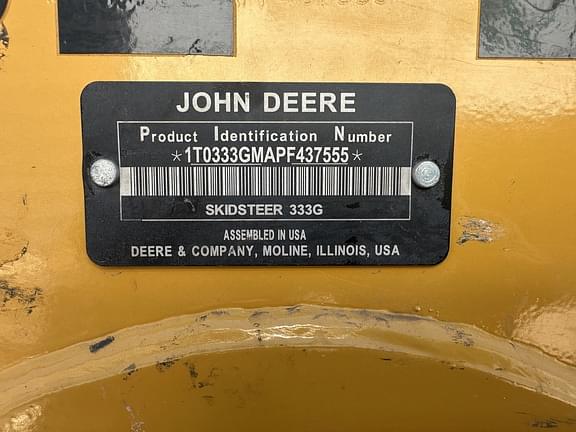 JOHN DEERE
Product Identification Number
*1T0333GMAPF437555*
SKIDSTEER 333G
ASSEMBLED IN USA
DEERE & COMPANY, MOLINE, ILLINOIS, USA